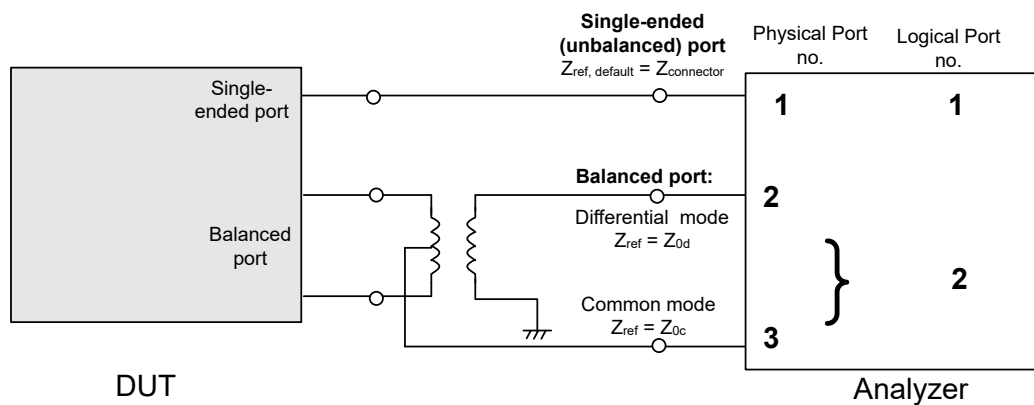 Single-ended
(unbalanced) port
Zref, default = Zconnector
Physical Port
no.
Logical Port
no.
Single-
ended port
1
1
Balanced port:
2
Differential mode
Zref = Z0d
Balanced
port
}
2
Common mode
Zref = Z0c
3
DUT
Analyzer